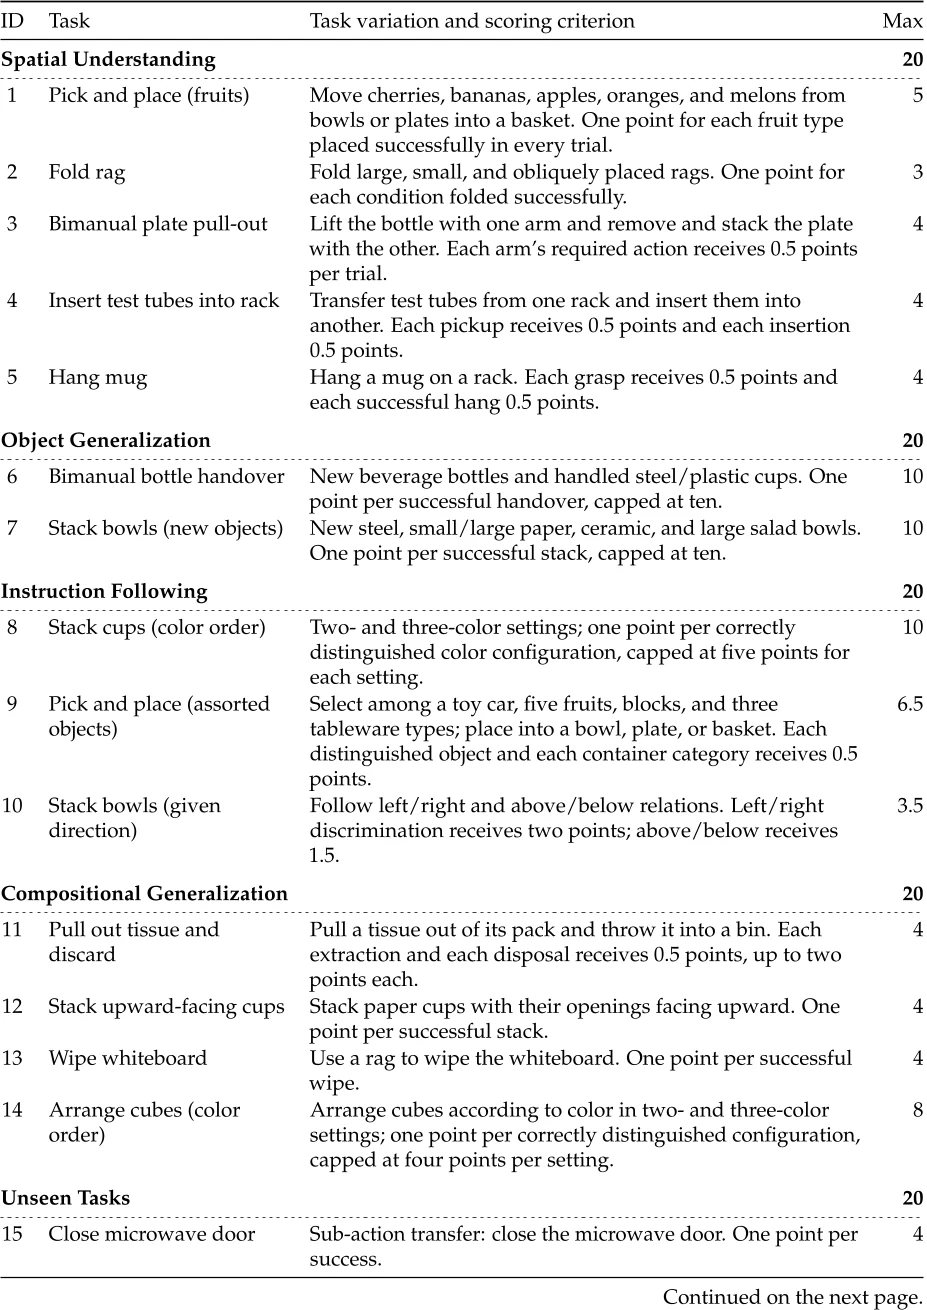 ID Task Task variation and scoring criterion Max
Spatial Understanding 20
1 Pick and place (fruits) Move cherries, bananas, apples, oranges, and melons from 5
bowls or plates into a basket. One point for each fruit type
placed successfully in every trial.
2 Fold rag Fold large, small, and obliquely placed rags. One point for 3
each condition folded successfully.
3 Bimanual plate pull-out Lift the bottle with one arm and remove and stack the plate 4
with the other. Each arm’s required action receives 0.5 points
per trial.
4 Insert test tubes into rack Transfer test tubes from one rack and insert them into 4
another. Each pickup receives 0.5 points and each insertion
0.5 points.
5 Hang mug Hang a mug on a rack. Each grasp receives 0.5 points and 4
each successful hang 0.5 points.
Object Generalization 20
6 Bimanual bottle handover New beverage bottles and handled steel/plastic cups. One 10
point per successful handover, capped at ten.
7 Stack bowls (new objects) New steel, small/large paper, ceramic, and large salad bowls. 10
One point per successful stack, capped at ten.
Instruction Following 20
8 Stack cups (color order) Two- and three-color settings; one point per correctly 10
distinguished color configuration, capped at five points for
each setting.
9 Pick and place (assorted Select among a toy car, five fruits, blocks, and three 6.5
objects) tableware types; place into a bowl, plate, or basket. Each
distinguished object and each container category receives 0.5
points.
10 Stack bowls (given Follow left/right and above/below relations. Left/right 3.5
direction) discrimination receives two points; above/below receives
1.5.
Compositional Generalization 20
11 Pull out tissue and Pull a tissue out of its pack and throw it into a bin. Each 4
discard extraction and each disposal receives 0.5 points, up to two
points each.
12 Stack upward-facing cups Stack paper cups with their openings facing upward. One 4
point per successful stack.
13 Wipe whiteboard Use a rag to wipe the whiteboard. One point per successful 4
wipe.
14 Arrange cubes (color Arrange cubes according to color in two- and three-color 8
order) settings; one point per correctly distinguished configuration,
capped at four points per setting.
Unseen Tasks 20
15 Close microwave door Sub-action transfer: close the microwave door. One point per 4
success.
Continued on the next page.